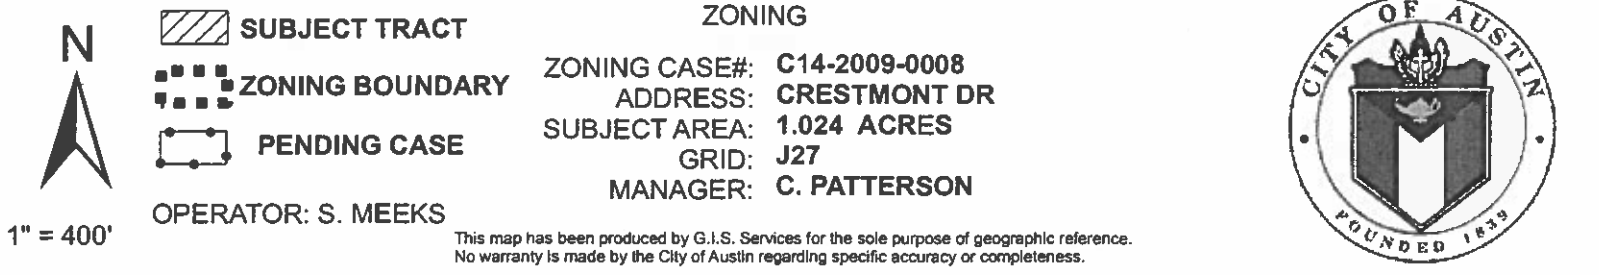 N
1" = 400'
SUBJECT TRACT
ZONING BOUNDARY
PENDING CASE
OPERATOR: S. MEEKS
ZONING
ZONING CASE#: C14-2009-0008
ADDRESS: CRESTMONT DR
SUBJECT AREA: 1.024 ACRES
GRID: J27
MANAGER: C. PATTERSON
This map has been produced by G.I.S. Services for the sole purpose of geographic reference.
No warranty is made by the City of Austin regarding specific accuracy or completeness.
CITY OF AUSTIN
FOUNDED 1839